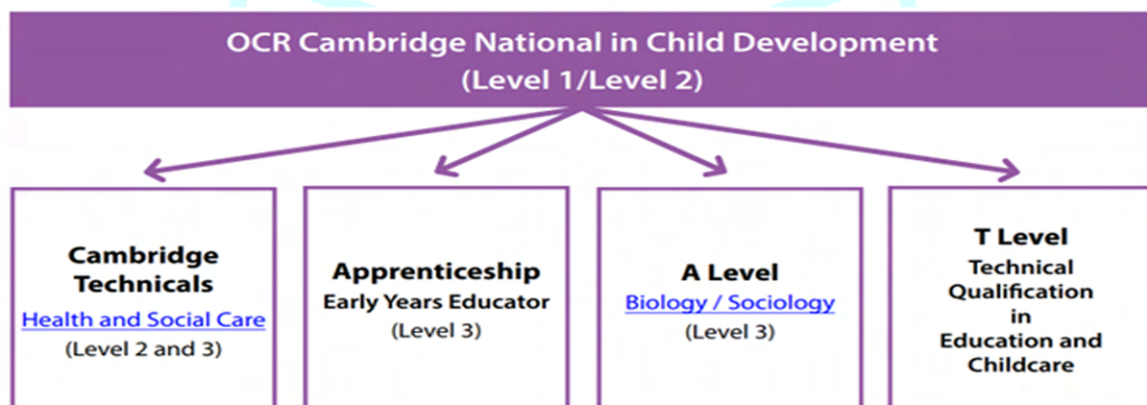 OCR Cambridge National in Child Development
(Level 1/Level 2)
Cambridge
Technicals
Health and Social Care
(Level 2 and 3)
Apprenticeship
Early Years Educator
(Level 3)
A Level
Biology / Sociology
(Level 3)
T Level
Technical
Qualification
in
Education and
Childcare